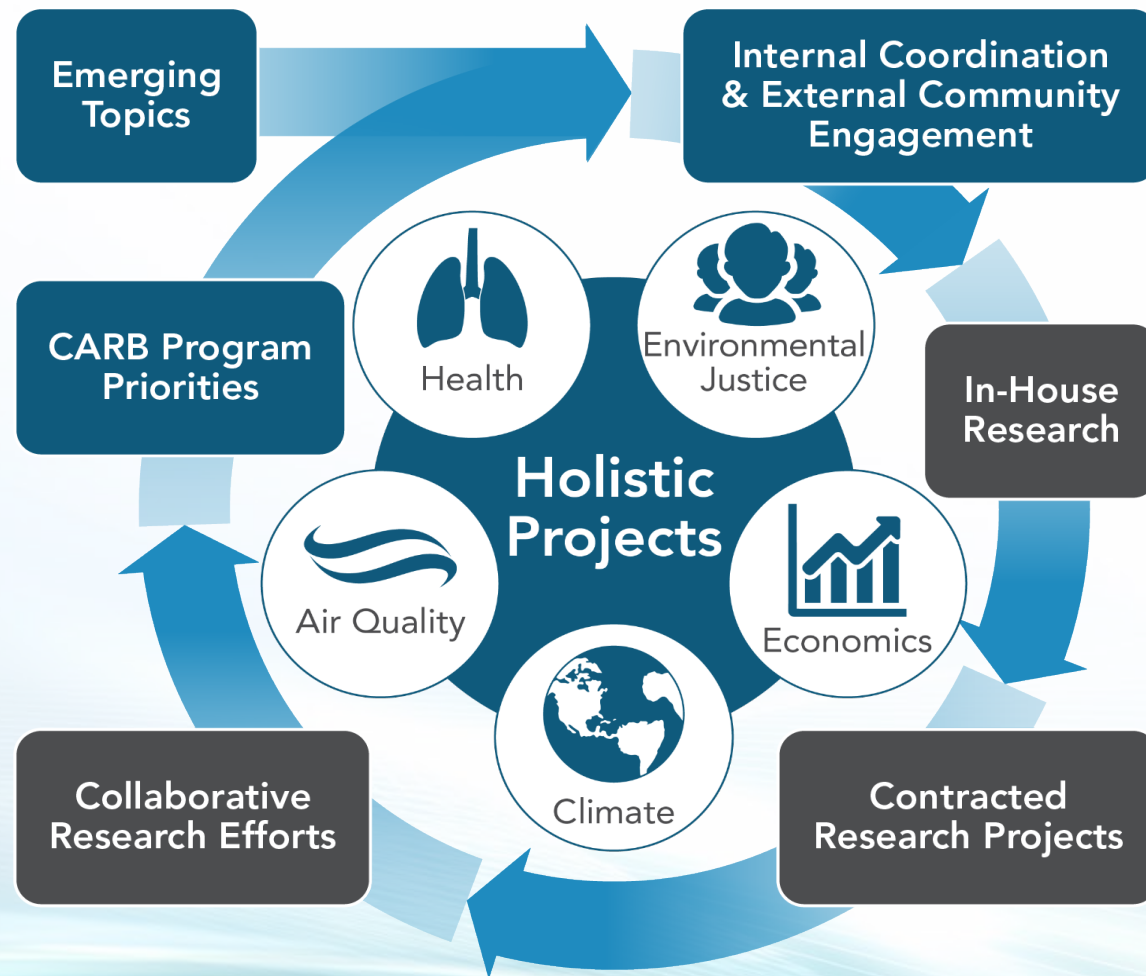 Emerging
Topics
Internal Coordination
& External Community
Engagement
CARB Program
Priorities
Health
Environmental
Justice
In-House
Research
Holistic
Projects
Air Quality
Economics
Climate
Collaborative
Research Efforts
Contracted
Research Projects